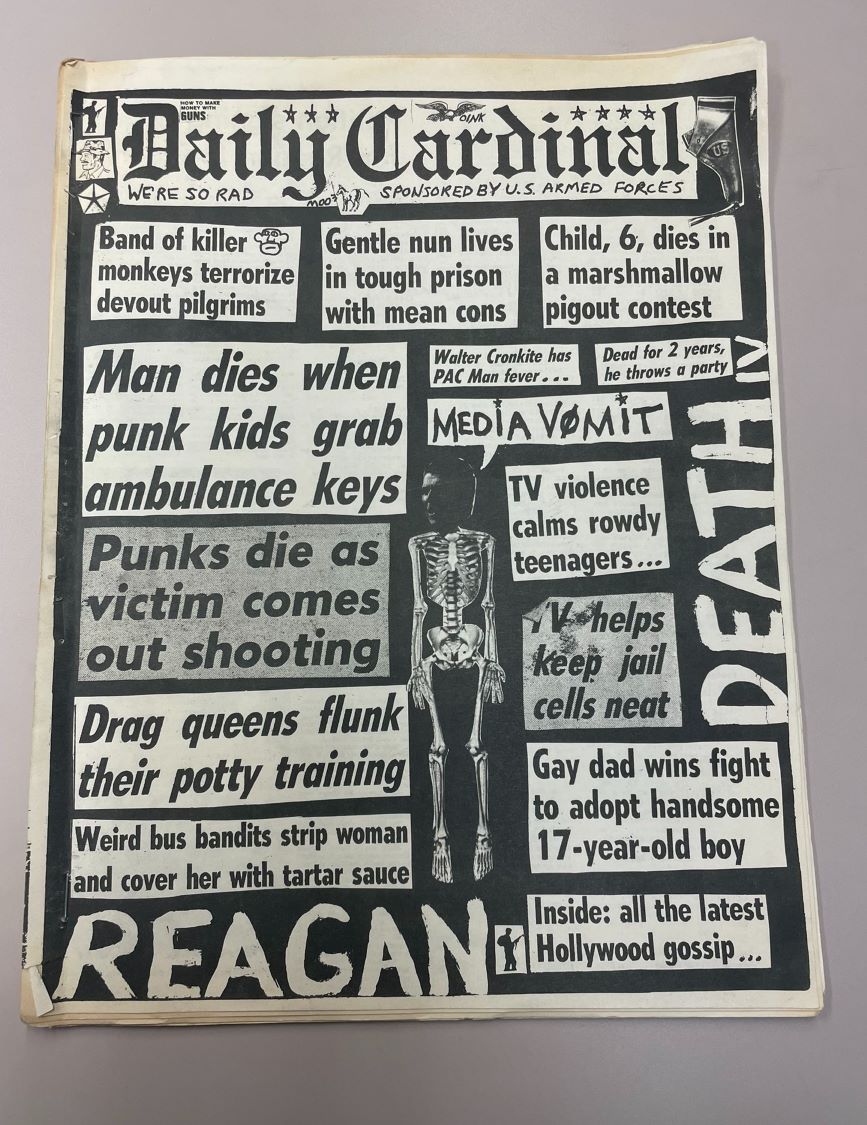 HOW TO MAKE
MONEY WITH
GUNS
OINK
Daily Cardinal
US
WE'RE SO RAD
MOO?
SPONSORED BY U.S. ARMED FORCES
Band of killer
monkeys terrorize
devout pilgrims
Gentle nun lives
in tough prison
with mean cons
Child, 6, dies in
a marshmallow
pigout contest
Man dies when
punk kids grab
ambulance keys
Walter Cronkite has
PAC Man fever...
Dead for 2 years,
he throws a party
MEDiA VØMiT
DEATH IV
TV violence
calms rowdy
teenagers...
Punks die as
victim comes
out shooting
TV helps
keep jail
cells neat
Drag queens flunk
their potty training
Gay dad wins fight
to adopt handsome
17-year-old boy
Weird bus bandits strip woman
and cover her with tartar sauce
REAGAN
Inside: all the latest
Hollywood gossip...